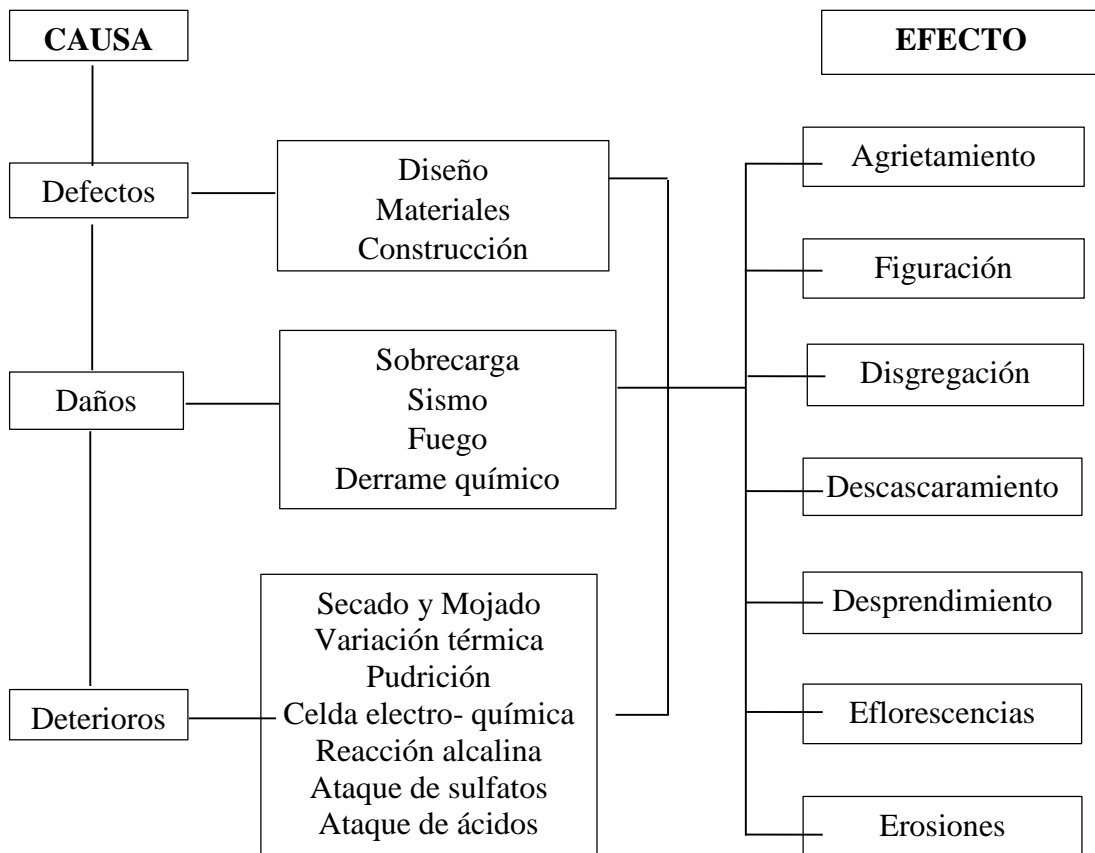 CAUSA
EFECTO
Defectos
Diseño
Materiales
Construcción
Daños
Sobrecarga
Sismo
Fuego
Derrame químico
Deterioros
Secado y Mojado
Variación térmica
Pudrición
Celda electro- química
Reacción alcalina
Ataque de sulfatos
Ataque de ácidos
Agrietamiento
Figuración
Disgregación
Descascaramiento
Desprendimiento
Eflorescencias
Erosiones